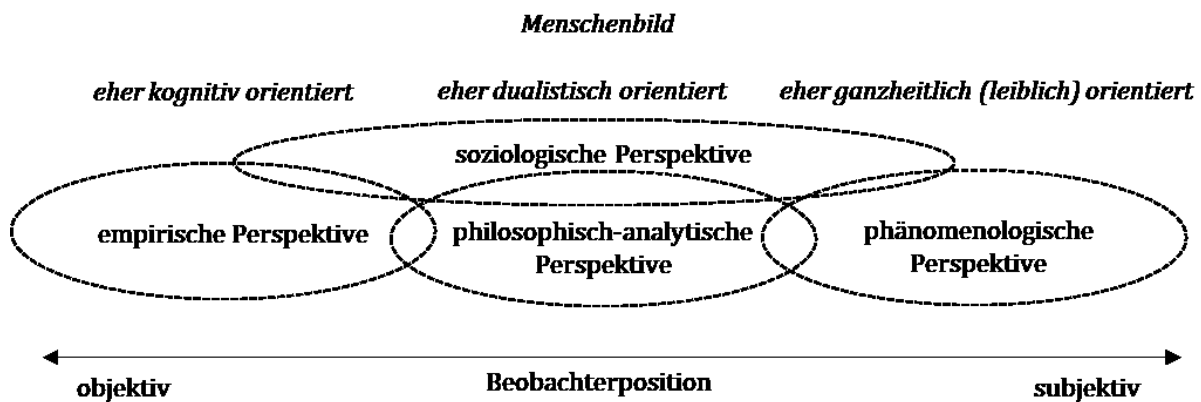 Menschenbild
eher kognitiv orientiert
eher dualistisch orientiert
eher ganzheitlich (leiblich) orientiert
soziologische Perspektive
empirische Perspektive
philosophisch-analytische
Perspektive
phänomenologische
Perspektive
objektiv
Beobachterposition
subjektiv